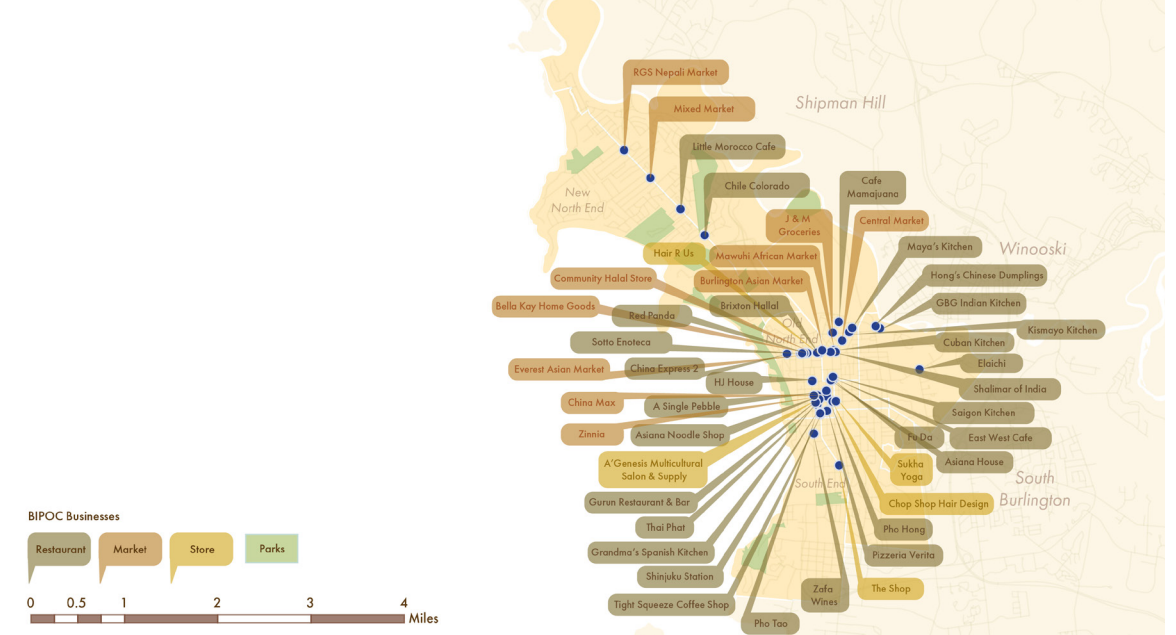 RGS Nepali Market
Mixed Market
Shipman Hill
Little Morocco Cafe
Chile Colorado
Cafe
Mamajuana
New
North End
J & M
Groceries
Central Market
Hair R Us
Mawuhi African Market
Maya's Kitchen
Winooski
Community Halal Store
Burlington Asian Market
Hong's Chinese Dumplings
Bella Kay Home Goods
Brixton Hallal
GBG Indian Kitchen
Red Panda
Old
North End
Kismayo Kitchen
Sotto Enoteca
Cuban Kitchen
Everest Asian Market
China Express 2
Elaichi
HJ House
Shalimar of India
China Max
A Single Pebble
Saigon Kitchen
Zinnia
Asiana Noodle Shop
Fu Da
East West Cafe
A'Genesis Multicultural
Salon & Supply
Sukha
Yoga
Asiana House
South End
South
Burlington
Gurun Restaurant & Bar
Chop Shop Hair Design
Thai Phat
Pho Hong
Grandma's Spanish Kitchen
Pizzeria Verita
Shinjuku Station
Zafa
Wines
The Shop
Tight Squeeze Coffee Shop
Pho Tao
BIPOC Businesses
Restaurant
Market
Store
Parks
0 0.5 1 2 3 4 Miles